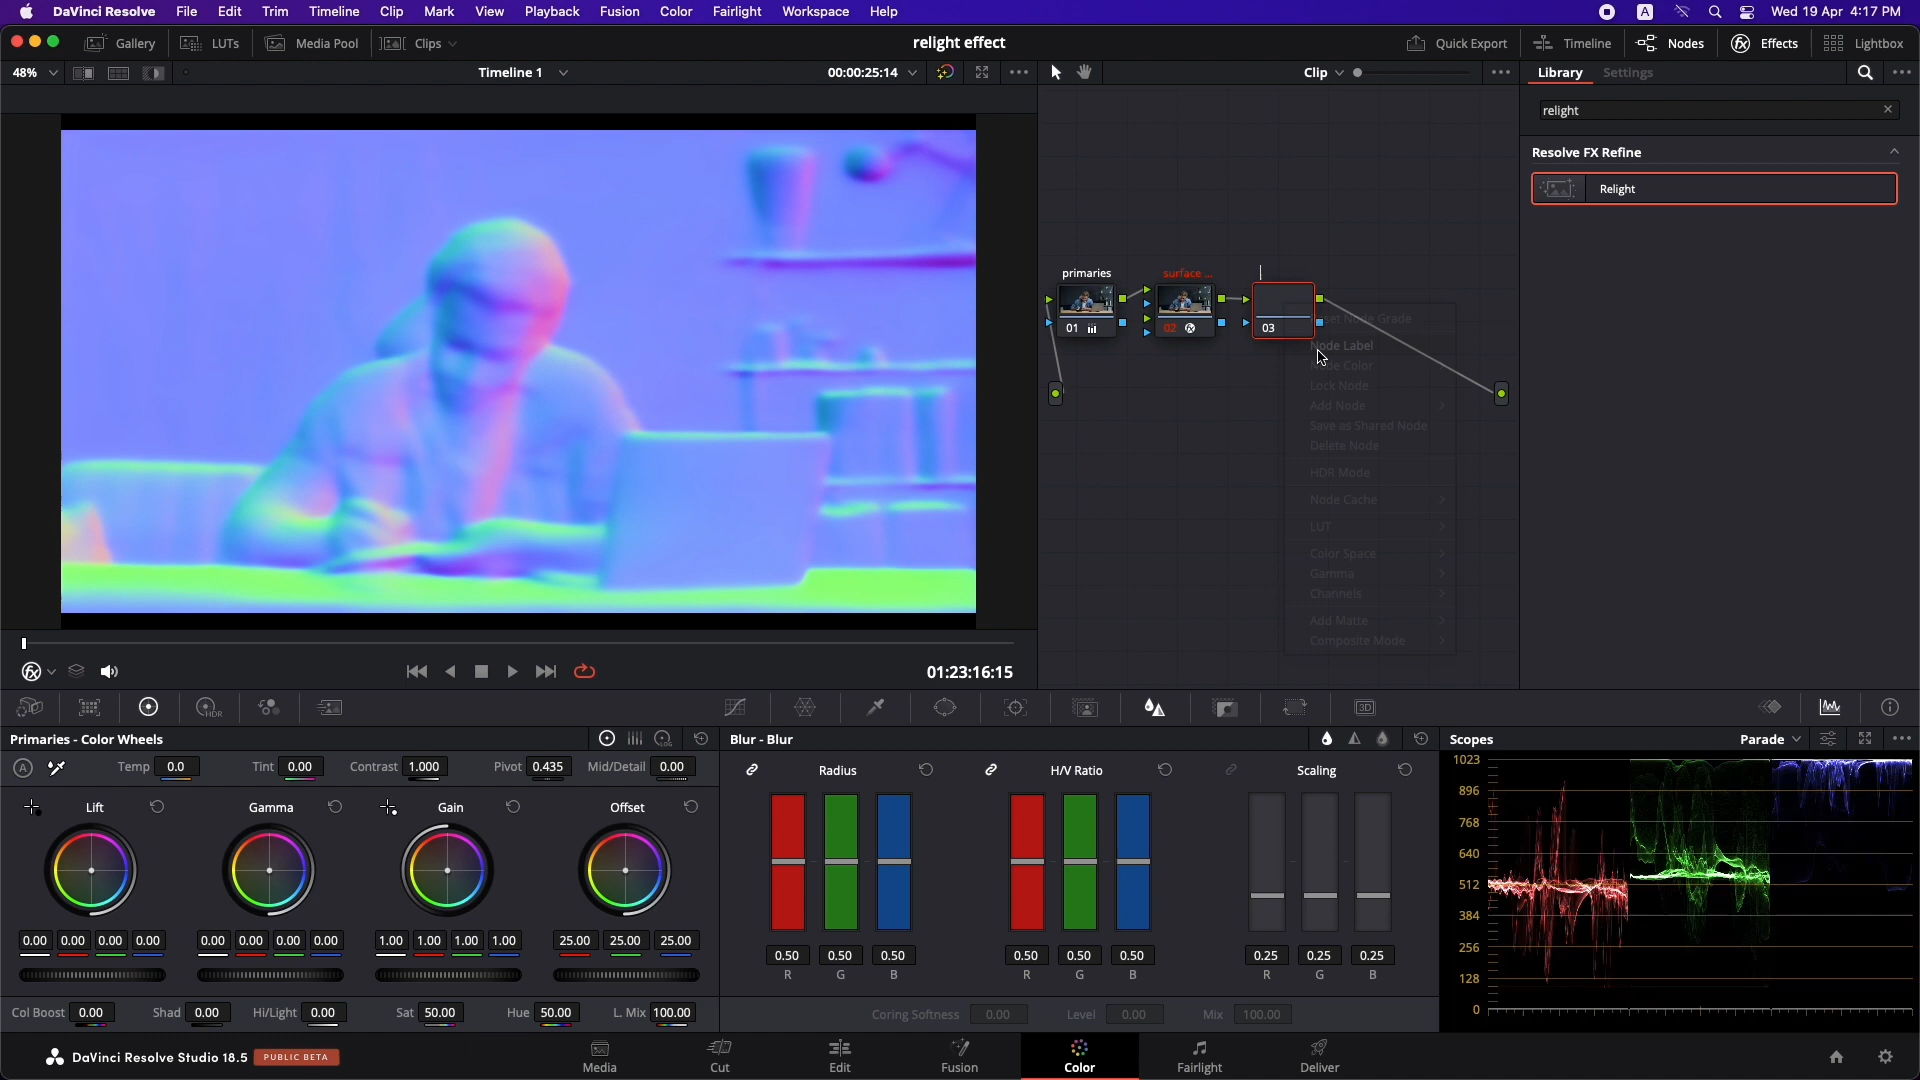 DaVinci Resolve File Edit Trim Timeline Clip Mark View Playback Fusion Color Fairlight Workspace Help A Wed 19 Apr 4:17 PM
Gallery LUTs Media Pool Clips relight effect Quick Export Timeline Nodes Effects Lightbox
48% Timeline 1 00:00:25:14 Clip Library Settings
relight
Resolve FX Refine
Relight
primaries surface ...
01 02 03
Reset Node Grade
Node Label
Node Color
Lock Node
Add Node
Save as Shared Node
Delete Node
HDR Mode
Node Cache
LUT
Color Space
Gamma
Channels
Add Matte
Composite Mode
01:23:16:15
HDR 3D
Primaries - Color Wheels LOG Blur - Blur Scopes Parade
A Temp 0.0 Tint 0.00 Contrast 1.000 Pivot 0.435 Mid/Detail 0.00
Radius H/V Ratio Scaling
Lift Gamma Gain Offset
0.00 0.00 0.00 0.00 0.00 0.00 0.00 0.00 1.00 1.00 1.00 1.00 25.00 25.00 25.00
0.50 0.50 0.50 0.50 0.50 0.50 0.25 0.25 0.25
R G B R G B R G B
Col Boost 0.00 Shad 0.00 Hi/Light 0.00 Sat 50.00 Hue 50.00 L. Mix 100.00
Coring Softness 0.00 Level 0.00 Mix 100.00
1023
896
768
640
512
384
256
128
0
DaVinci Resolve Studio 18.5 PUBLIC BETA Media Cut Edit Fusion Color Fairlight Deliver